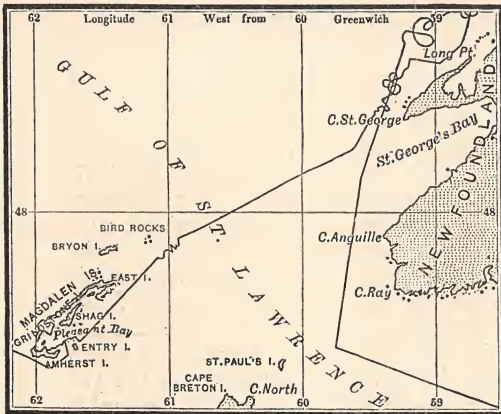 62 Longitude 61 West from 60 Greenwich 59
GULF OF ST. LAWRENCE
Long Pt.
C.St.George
St.George's Bay
NEWFOUNDLAND
48
48
C.Anguille
C.Ray
BIRD ROCKS
BRYON I.
MAGDALEN IS.
EAST I.
GRINDSTONE
SHAG I.
Pleasant Bay
ENTRY I.
AMHERST I.
ST.PAUL'S I.
CAPE
BRETON I.
C.North
62 61 60 59